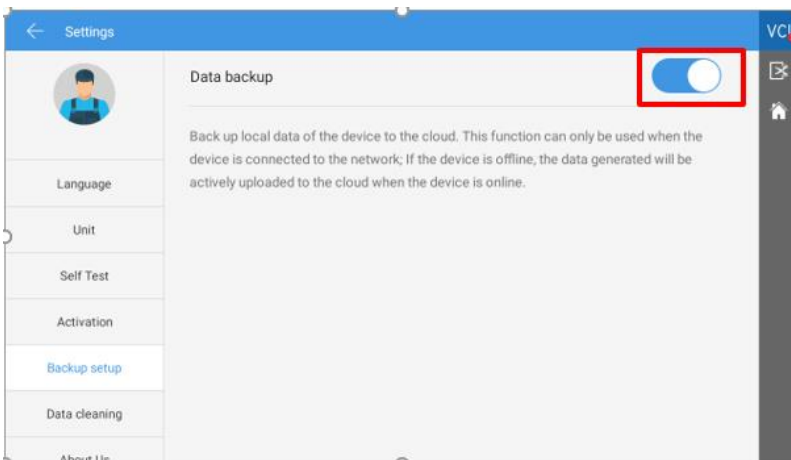 Settings
VCI
Data backup
Back up local data of the device to the cloud. This function can only be used when the
device is connected to the network; If the device is offline, the data generated will be
actively uploaded to the cloud when the device is online.
Language
Unit
Self Test
Activation
Backup setup
Data cleaning
About Us